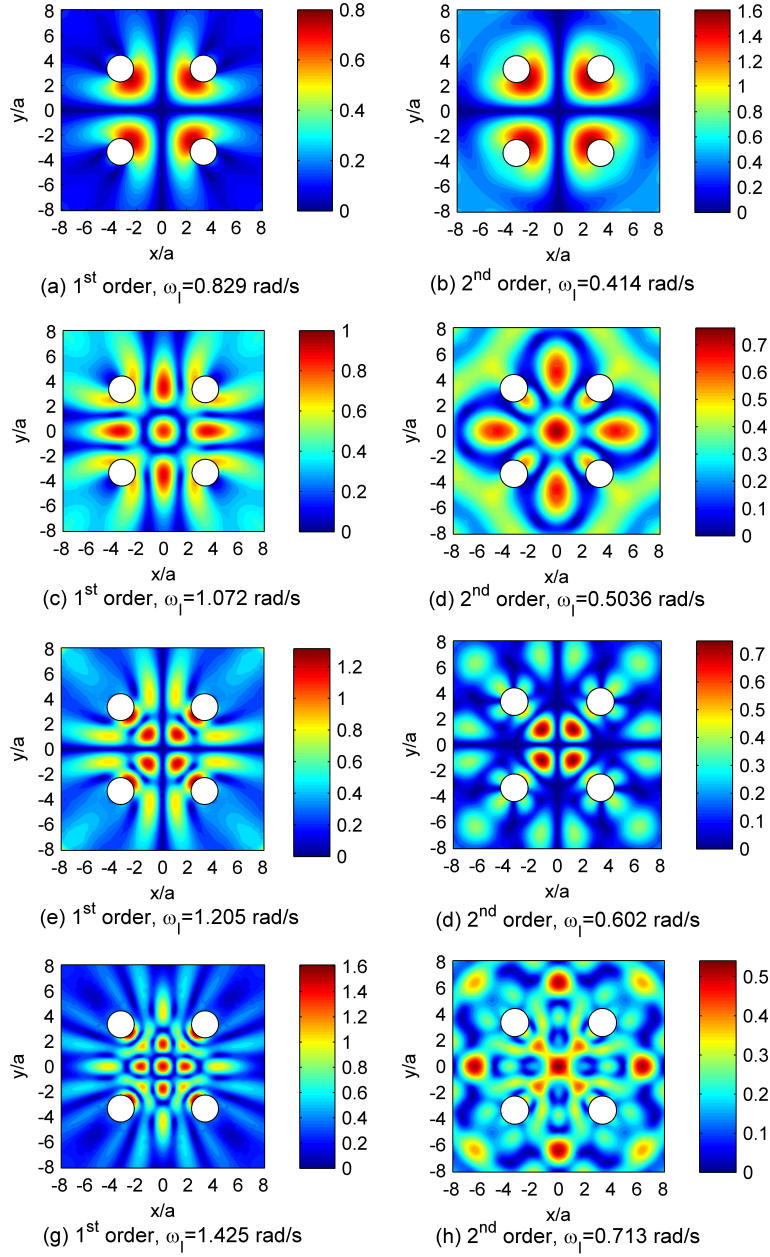 8 6 4 2 0 -2 -4 -6 -8
y/a
-8 -6 -4 -2 0 2 4 6 8
x/a
0.8 0.6 0.4 0.2 0
(a) 1st order, ωI=0.829 rad/s
8 6 4 2 0 -2 -4 -6 -8
y/a
-8 -6 -4 -2 0 2 4 6 8
x/a
1.6 1.4 1.2 1 0.8 0.6 0.4 0.2 0
(b) 2nd order, ωI=0.414 rad/s
8 6 4 2 0 -2 -4 -6 -8
y/a
-8 -6 -4 -2 0 2 4 6 8
x/a
1 0.8 0.6 0.4 0.2 0
(c) 1st order, ωI=1.072 rad/s
8 6 4 2 0 -2 -4 -6 -8
y/a
-8 -6 -4 -2 0 2 4 6 8
x/a
0.7 0.6 0.5 0.4 0.3 0.2 0.1 0
(d) 2nd order, ωI=0.5036 rad/s
8 6 4 2 0 -2 -4 -6 -8
y/a
-8 -6 -4 -2 0 2 4 6 8
x/a
1.2 1 0.8 0.6 0.4 0.2 0
(e) 1st order, ωI=1.205 rad/s
8 6 4 2 0 -2 -4 -6 -8
y/a
-8 -6 -4 -2 0 2 4 6 8
x/a
0.7 0.6 0.5 0.4 0.3 0.2 0.1 0
(d) 2nd order, ωI=0.602 rad/s
8 6 4 2 0 -2 -4 -6 -8
y/a
-8 -6 -4 -2 0 2 4 6 8
x/a
1.6 1.4 1.2 1 0.8 0.6 0.4 0.2 0
(g) 1st order, ωI=1.425 rad/s
8 6 4 2 0 -2 -4 -6 -8
y/a
-8 -6 -4 -2 0 2 4 6 8
x/a
0.5 0.4 0.3 0.2 0.1 0
(h) 2nd order, ωI=0.713 rad/s